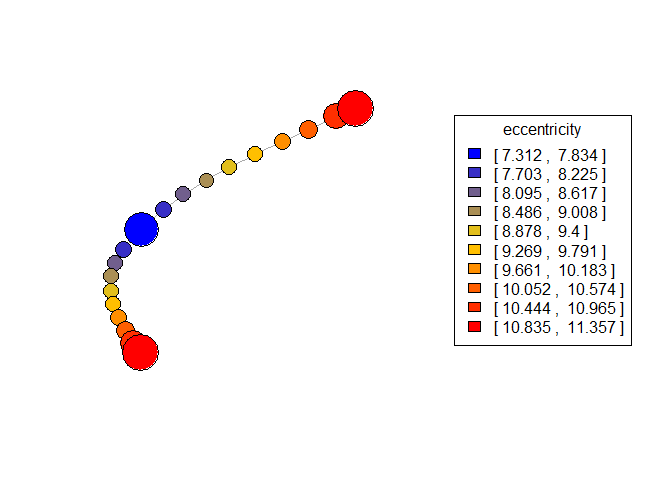 eccentricity
[ 7.312 ,  7.834 ]
[ 7.703 ,  8.225 ]
[ 8.095 ,  8.617 ]
[ 8.486 ,  9.008 ]
[ 8.878 ,  9.4 ]
[ 9.269 ,  9.791 ]
[ 9.661 ,  10.183 ]
[ 10.052 ,  10.574 ]
[ 10.444 ,  10.965 ]
[ 10.835 ,  11.357 ]